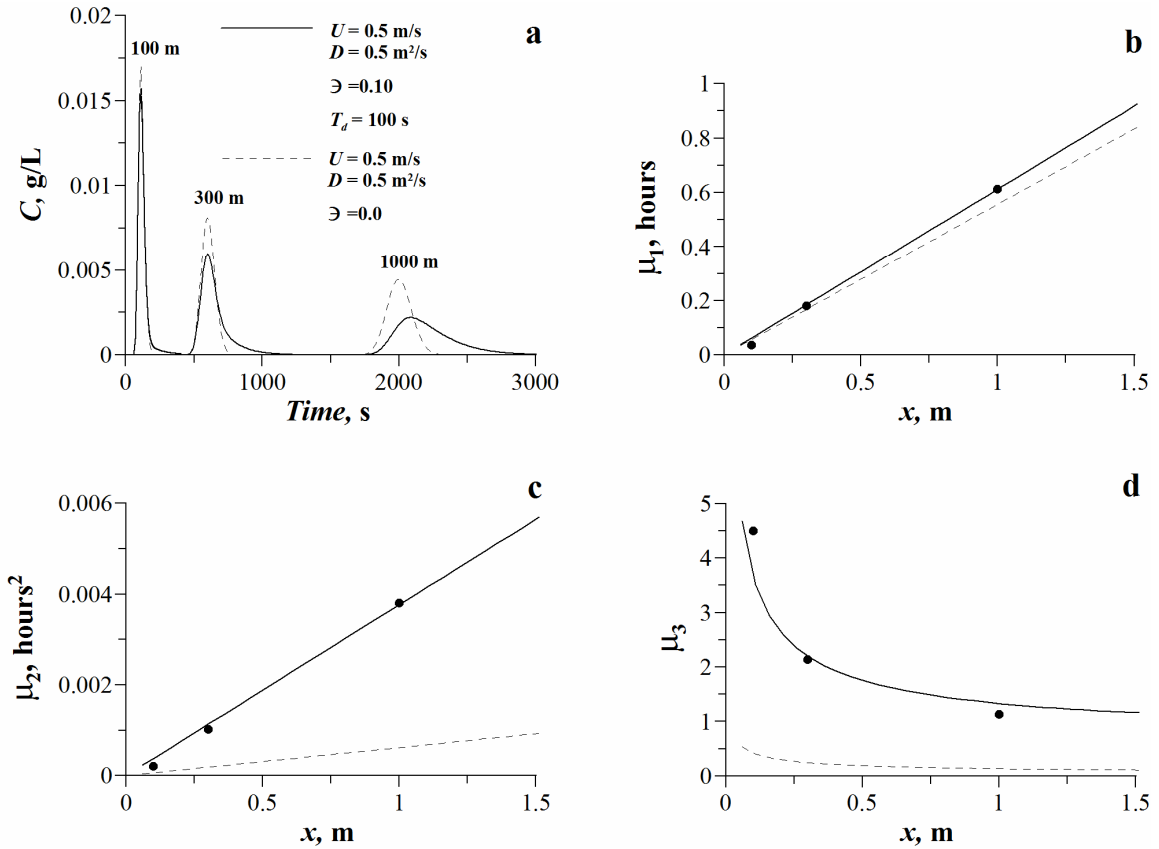 a
U = 0.5 m/s
D = 0.5 m²/s
϶ =0.10
T_d = 100 s
U = 0.5 m/s
D = 0.5 m²/s
϶ =0.0
100 m
300 m
1000 m
0.02
0.015
0.01
0.005
0
C, g/L
0 1000 2000 3000
Time, s
b
1
0.8
0.6
0.4
0.2
0
μ₁, hours
0 0.5 1 1.5
x, m
c
0.006
0.004
0.002
0
μ₂, hours²
0 0.5 1 1.5
x, m
d
5
4
3
2
1
0
μ₃
0 0.5 1 1.5
x, m